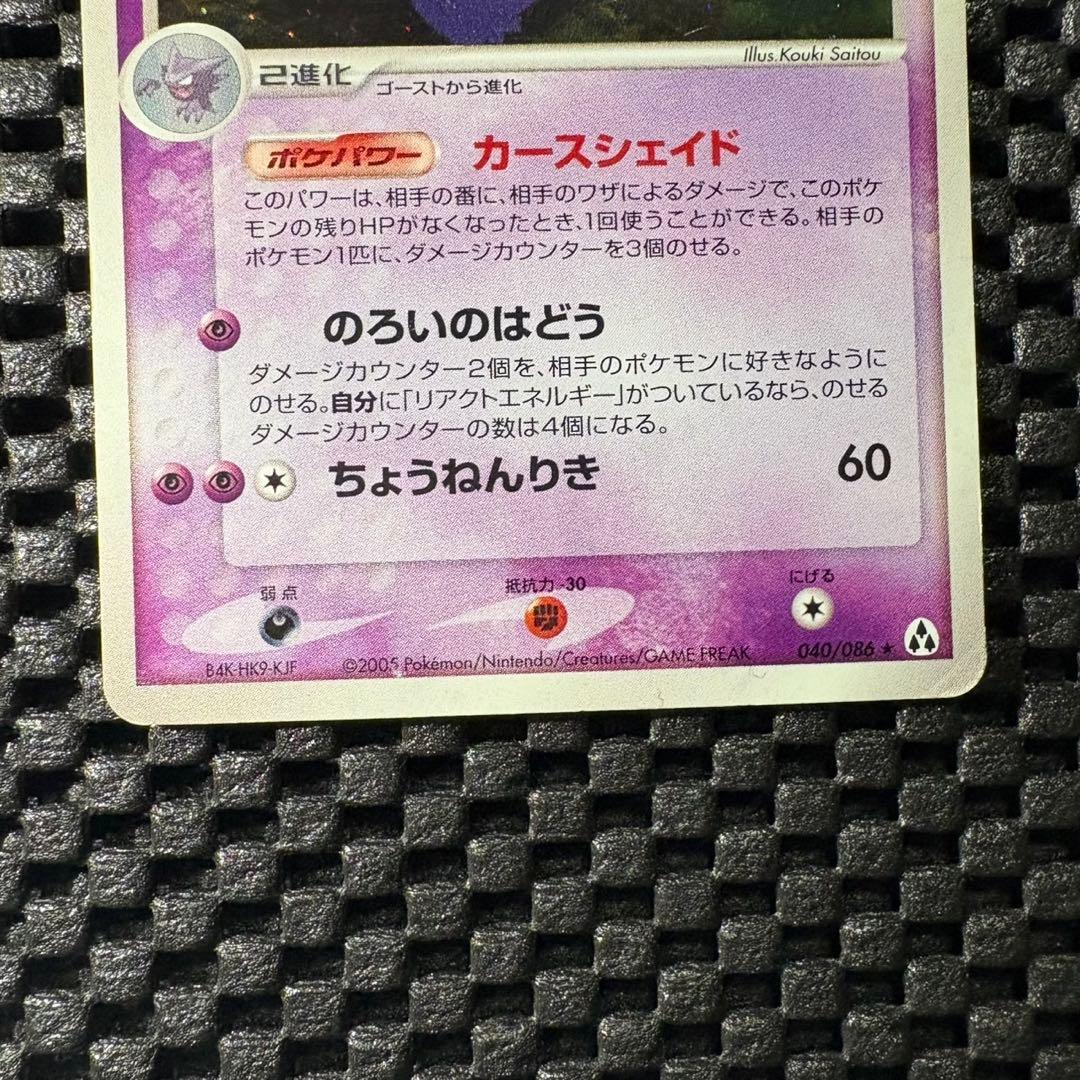 Illus.Kouki Saitou
2進化
ゴーストから進化
ポケパワー カースシェイド
このパワーは、相手の番に、相手のワザによるダメージで、このポケ
モンの残りHPがなくなったとき、1回使うことができる。相手の
ポケモン1匹に、ダメージカウンターを3個のせる。
のろいのはどう
ダメージカウンター2個を、相手のポケモンに好きなように
のせる。自分に「リアクトエネルギー」がついているなら、のせる
ダメージカウンターの数は4個になる。
ちょうねんりき 60
弱点 抵抗力 -30 にげる
B4K-HK9-KJF ©2005 Pokémon/Nintendo/Creatures/GAME FREAK 040/086 ★